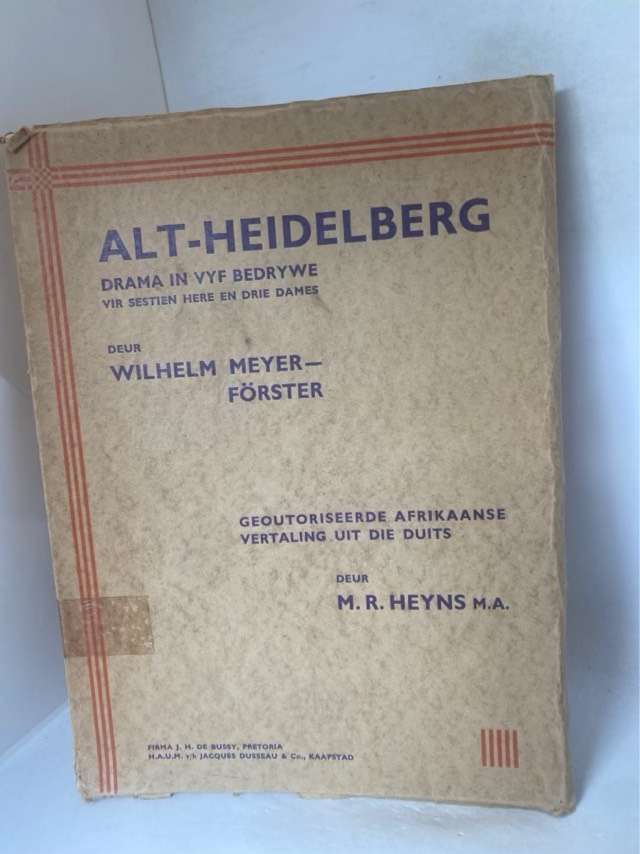 ALT-HEIDELBERG
DRAMA IN VYF BEDRYWE
VIR SESTIEN HERE EN DRIE DAMES
DEUR
WILHELM MEYER—
FÖRSTER
GEOUTORISEERDE AFRIKAANSE
VERTALING UIT DIE DUITS
DEUR
M. R. HEYNS M.A.
FIRMA J. H. DE BUSSY, PRETORIA
H.A.U.M. v/h JACQUES DUSSEAU & Co., KAAPSTAD